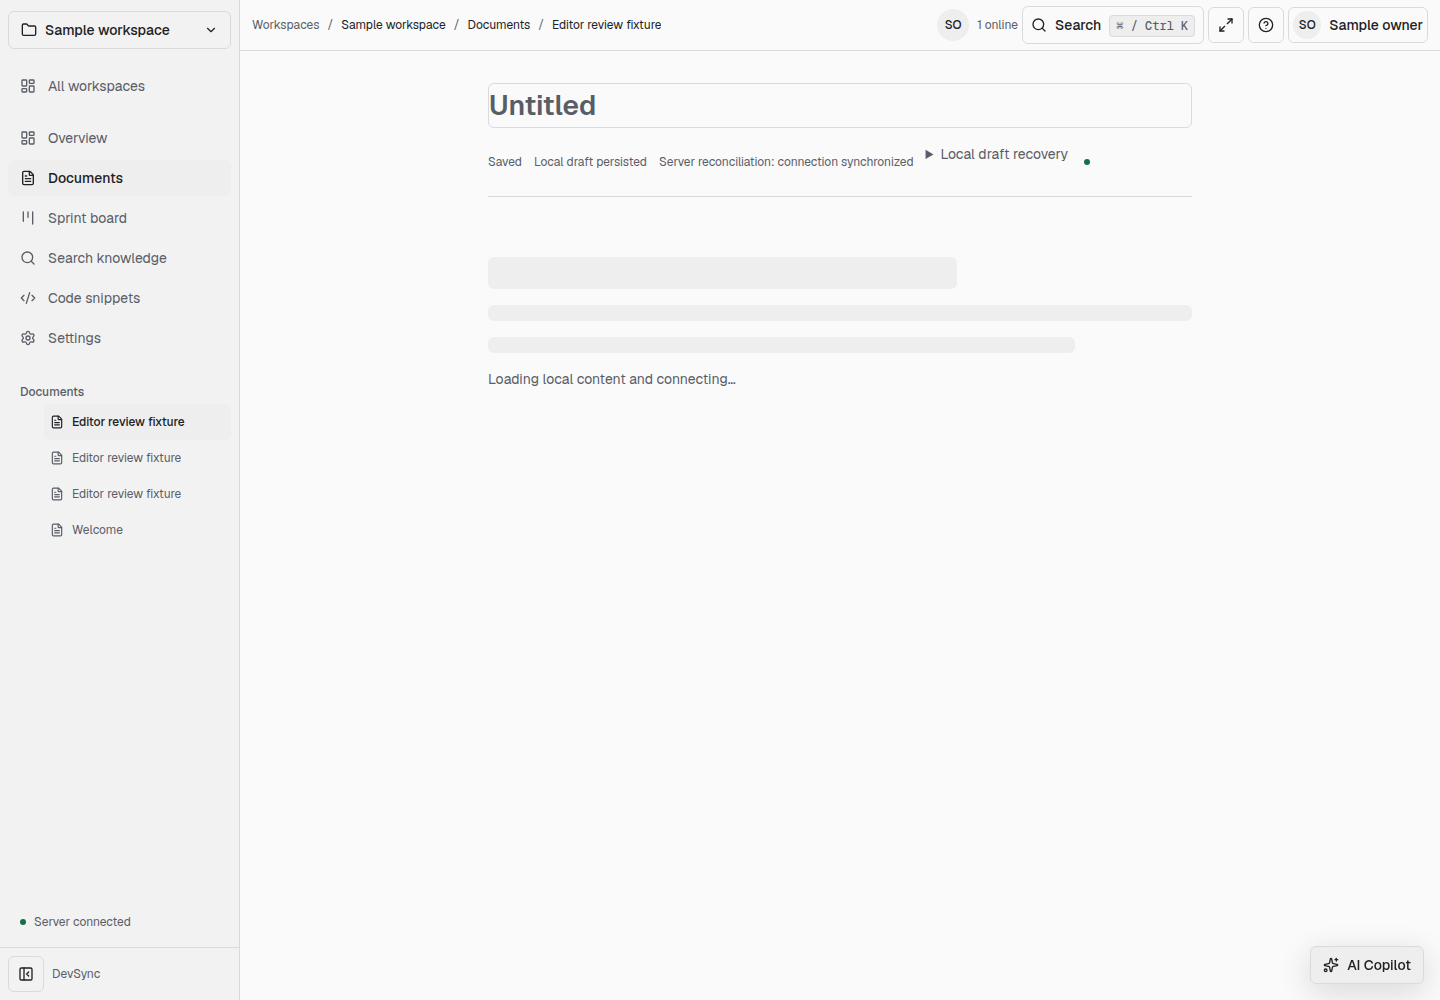 Sample workspace
All workspaces
Overview
Documents
Sprint board
Search knowledge
Code snippets
Settings
Documents
Editor review fixture
Editor review fixture
Editor review fixture
Welcome
Server connected
DevSync
Workspaces / Sample workspace / Documents / Editor review fixture
SO 1 online Search ⌘ / Ctrl K SO Sample owner
Untitled
Saved Local draft persisted Server reconciliation: connection synchronized Local draft recovery
Loading local content and connecting…
AI Copilot